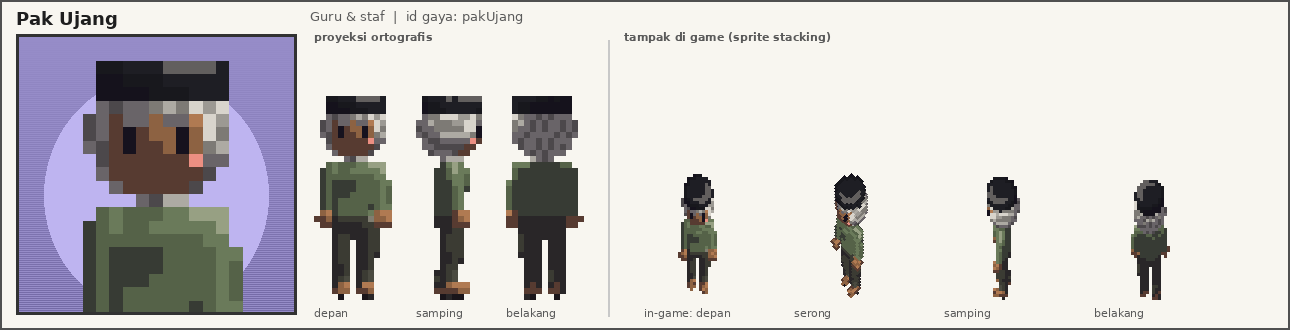 Pak Ujang
Guru & staf | id gaya: pakUjang
proyeksi ortografis
tampak di game (sprite stacking)
depan
samping
belakang
in-game: depan
serong
samping
belakang